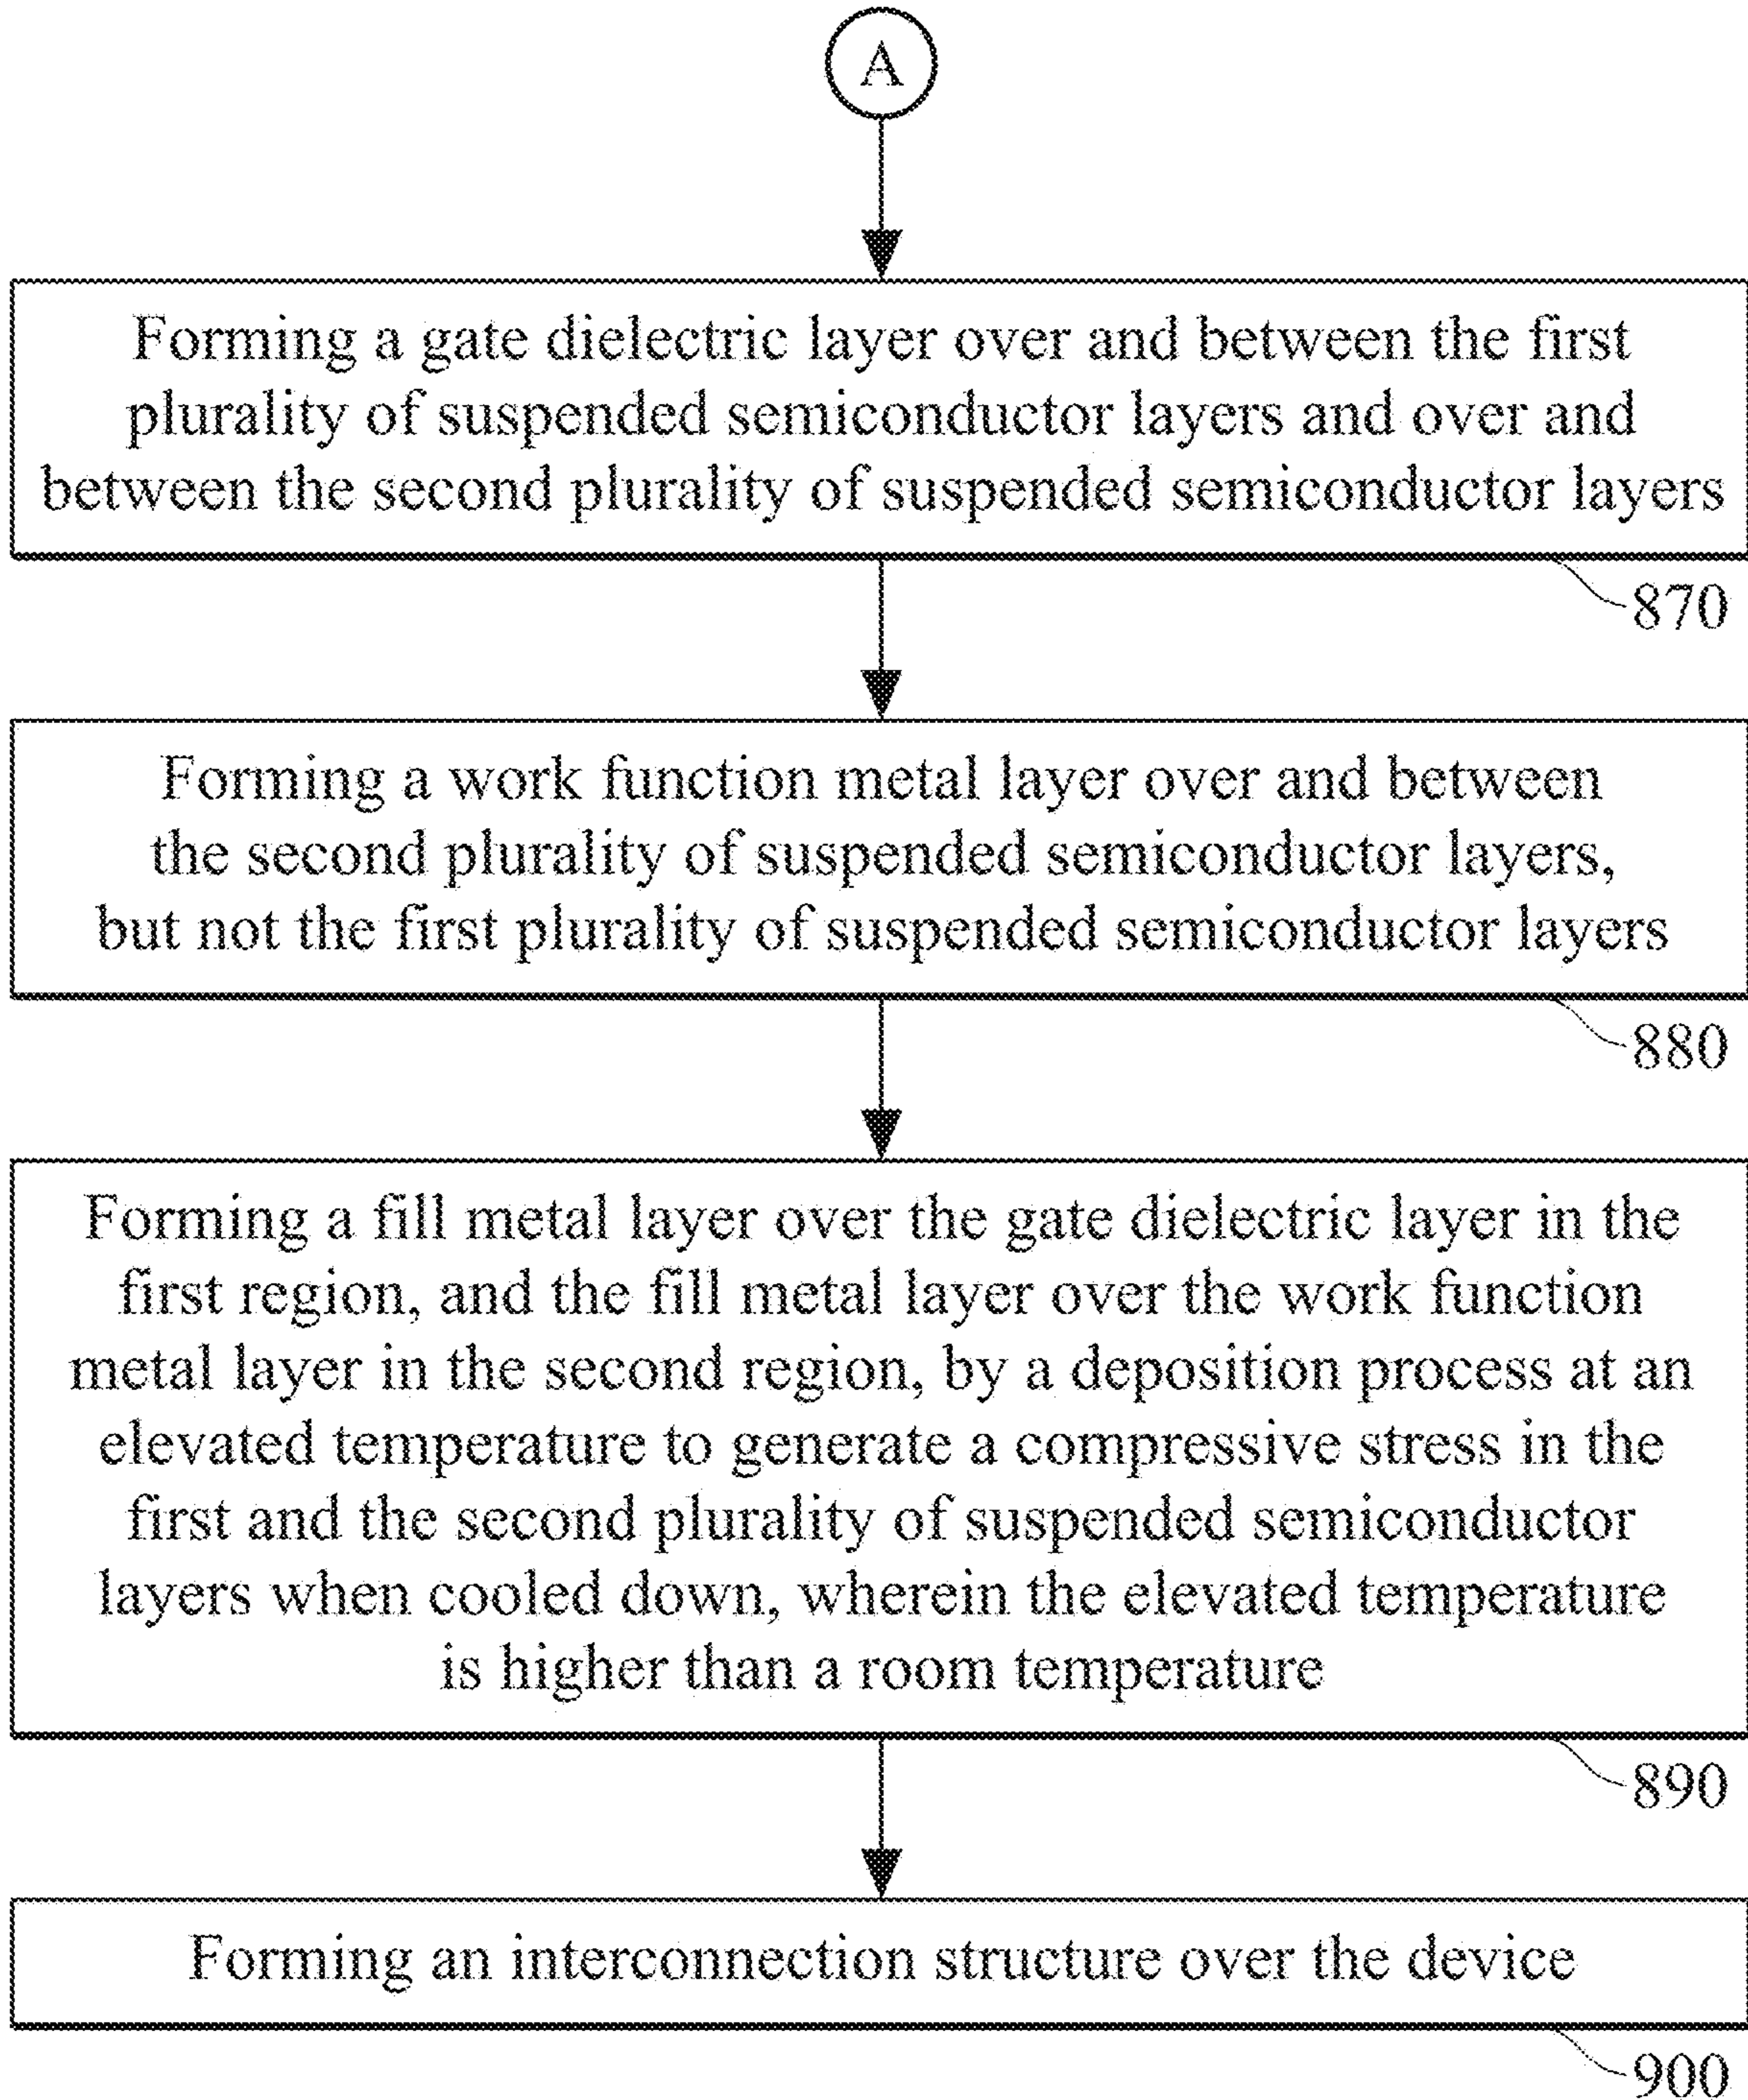 A
Forming a gate dielectric layer over and between the first
plurality of suspended semiconductor layers and over and
between the second plurality of suspended semiconductor layers
870
Forming a work function metal layer over and between
the second plurality of suspended semiconductor layers,
but not the first plurality of suspended semiconductor layers
880
Forming a fill metal layer over the gate dielectric layer in the
first region, and the fill metal layer over the work function
metal layer in the second region, by a deposition process at an
elevated temperature to generate a compressive stress in the
first and the second plurality of suspended semiconductor
layers when cooled down, wherein the elevated temperature
is higher than a room temperature
890
Forming an interconnection structure over the device
900